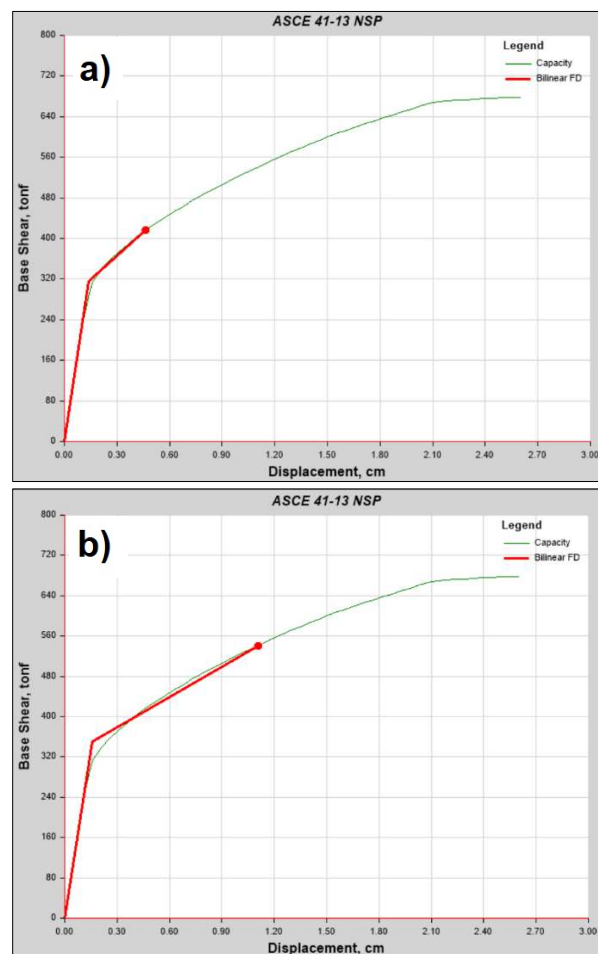 ASCE 41-13 NSP
a)
Legend
Capacity
Bilinear FD
800
720
640
560
480
400
320
240
160
80
0
Base Shear, tonf
0.00 0.30 0.60 0.90 1.20 1.50 1.80 2.10 2.40 2.70 3.00
Displacement, cm
ASCE 41-13 NSP
b)
Legend
Capacity
Bilinear FD
800
720
640
560
480
400
320
240
160
80
0
Base Shear, tonf
0.00 0.30 0.60 0.90 1.20 1.50 1.80 2.10 2.40 2.70 3.00
Displacement, cm